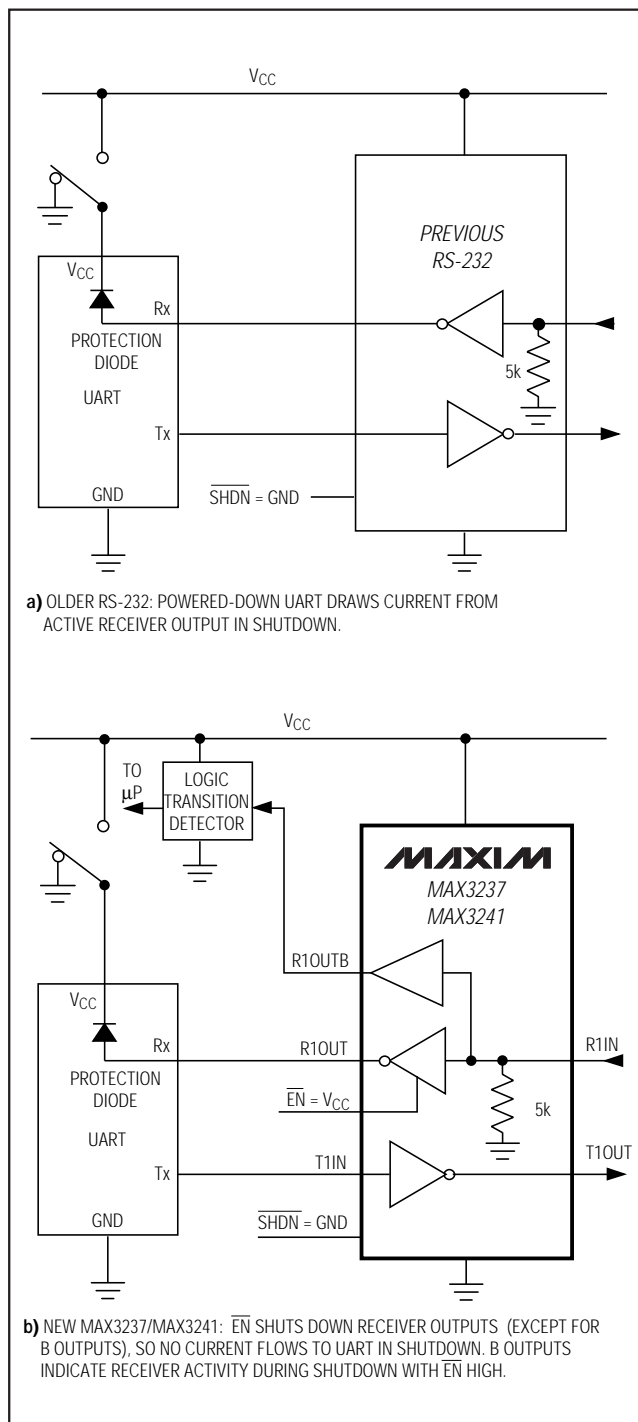 VCC
PREVIOUS
RS-232
VCC
Rx
PROTECTION
DIODE
5k
UART
Tx
SHDN = GND
GND
a) OLDER RS-232: POWERED-DOWN UART DRAWS CURRENT FROM
ACTIVE RECEIVER OUTPUT IN SHUTDOWN.
VCC
TO
μP
LOGIC
TRANSITION
DETECTOR
MAXIM
MAX3237
MAX3241
R1OUTB
VCC
Rx
R1OUT
R1IN
PROTECTION
DIODE
EN = VCC
5k
UART
Tx
T1IN
T1OUT
SHDN = GND
GND
b) NEW MAX3237/MAX3241: EN SHUTS DOWN RECEIVER OUTPUTS (EXCEPT FOR
B OUTPUTS), SO NO CURRENT FLOWS TO UART IN SHUTDOWN. B OUTPUTS
INDICATE RECEIVER ACTIVITY DURING SHUTDOWN WITH EN HIGH.